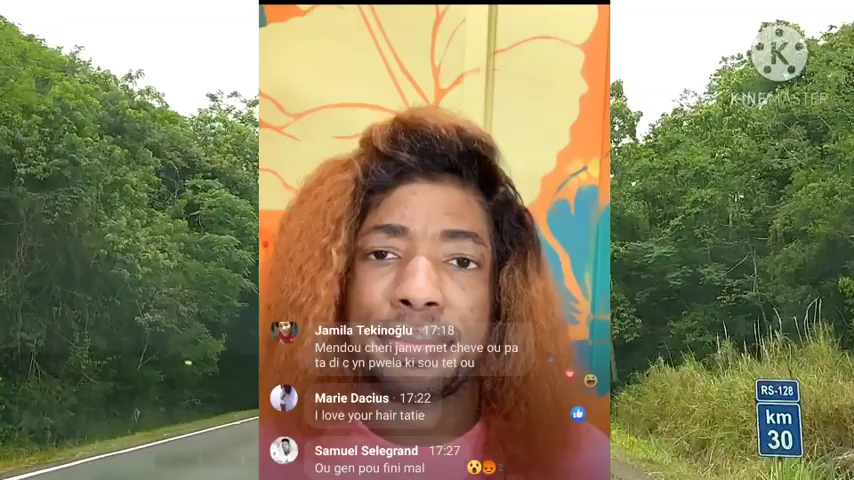 KINEMASTER
Jamila Tekinoğlu · 17:18
Mendou cheri janw met cheve ou pa
ta di c yn pwela ki sou tet ou
Marie Dacius · 17:22
I love your hair tatie
Samuel Selegrand 17:27
Ou gen pou fini mal
2
RS-128
km
30